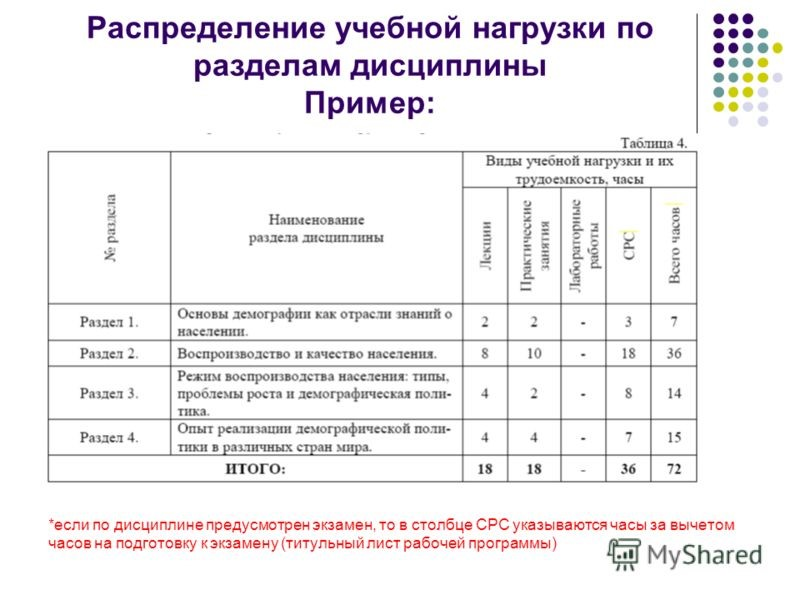 Распределение учебной нагрузки по
разделам дисциплины
Пример:
Таблица 4.
№ раздела
Наименование
раздела дисциплины
Виды учебной нагрузки и их
трудоемкость, часы
Лекции
Практические
занятия
Лабораторные
работы
СРС
Всего часов
Раздел 1.
Основы демографии как отрасли знаний о
населении.
2 2 - 3 7
Раздел 2. Воспроизводство и качество населения. 8 10 - 18 36
Раздел 3.
Режим воспроизводства населения: типы,
проблемы роста и демографическая поли-
тика.
4 2 - 8 14
Раздел 4.
Опыт реализации демографической поли-
тики в различных стран мира.
4 4 - 7 15
ИТОГО: 18 18 - 36 72
*если по дисциплине предусмотрен экзамен, то в столбце СРС указываются часы за вычетом
часов на подготовку к экзамену (титульный лист рабочей программы)
MyShared